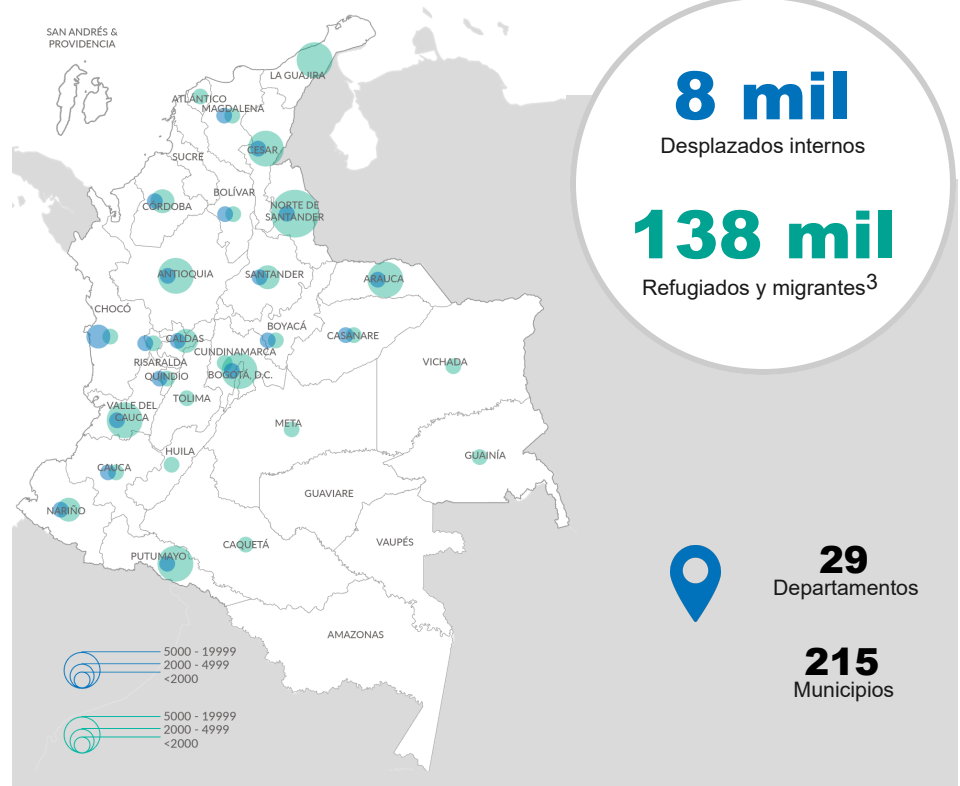 SAN ANDRÉS &
PROVIDENCIA
LA GUAJIRA
ATLÁNTICO
MAGDALENA
CESAR
SUCRE
BOLÍVAR
CÓRDOBA
NORTE DE
SANTANDER
ANTIOQUIA
SANTANDER
ARAUCA
CHOCÓ
BOYACÁ
CALDAS
CASANARE
CUNDINAMARCA
RISARALDA
VICHADA
QUINDÍO
BOGOTÁ, D.C.
TOLIMA
VALLE DEL
CAUCA
META
HUILA
GUAINÍA
CAUCA
GUAVIARE
NARIÑO
CAQUETÁ
VAUPÉS
PUTUMAYO
AMAZONAS
5000 - 19999
2000 - 4999
<2000
5000 - 19999
2000 - 4999
<2000
8 mil
Desplazados internos
138 mil
Refugiados y migrantes3
29
Departamentos
215
Municipios